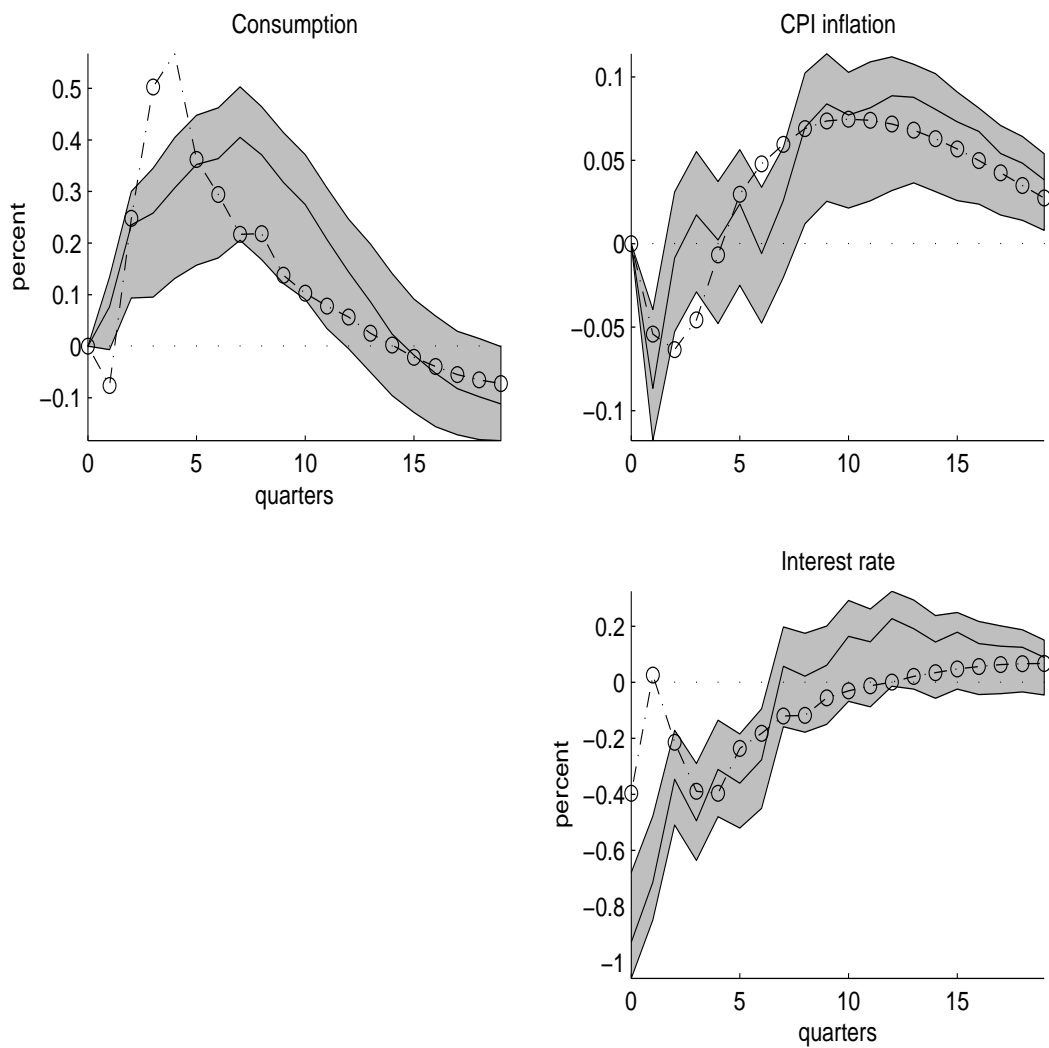 Consumption
percent
0.5
0.4
0.3
0.2
0.1
0
−0.1
0 5 10 15
quarters
CPI inflation
0.1
0.05
0
−0.05
−0.1
0 5 10 15
Interest rate
percent
0.2
0
−0.2
−0.4
−0.6
−0.8
−1
0 5 10 15
quarters